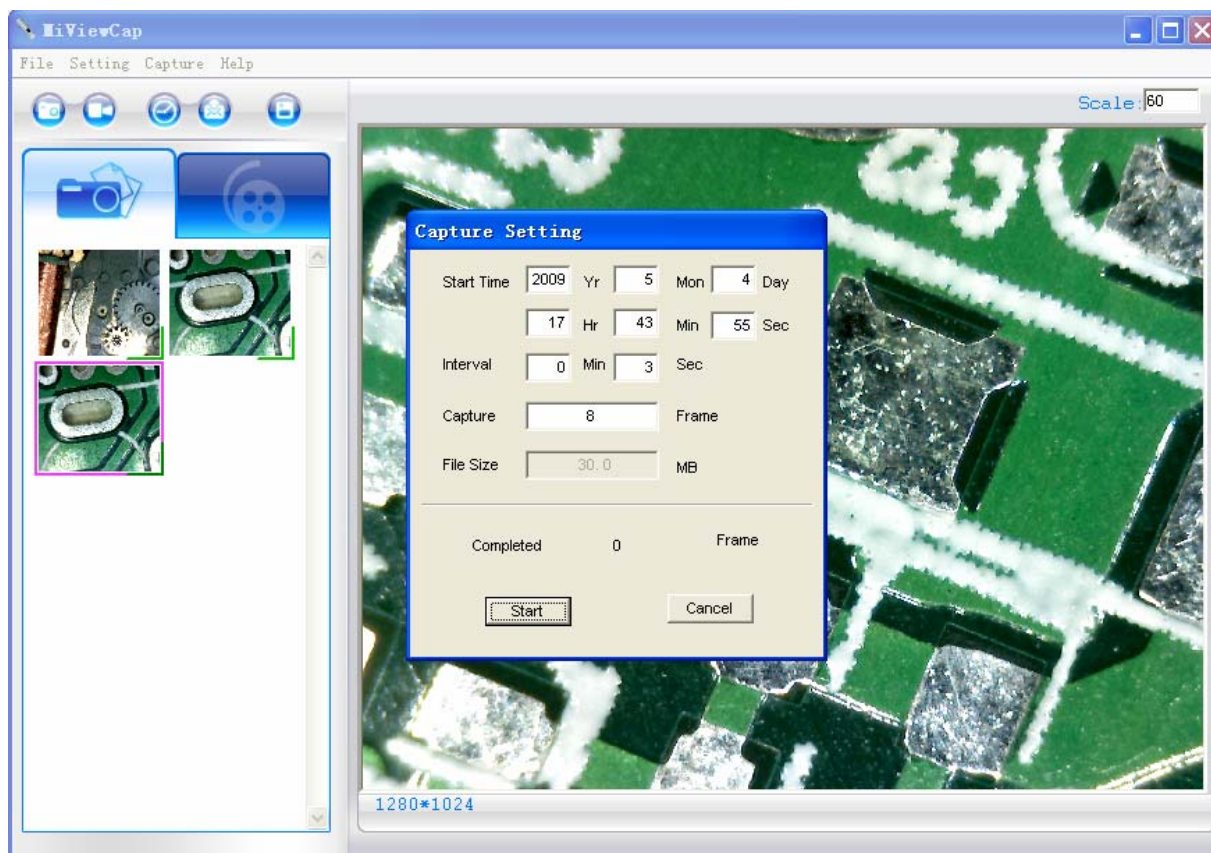 MiViewCap
File Setting Capture Help
Scale: 60
Capture Setting
Start Time 2009 Yr 5 Mon 4 Day
17 Hr 43 Min 55 Sec
Interval 0 Min 3 Sec
Capture 8 Frame
File Size 30.0 MB
Completed 0 Frame
Start Cancel
1280*1024